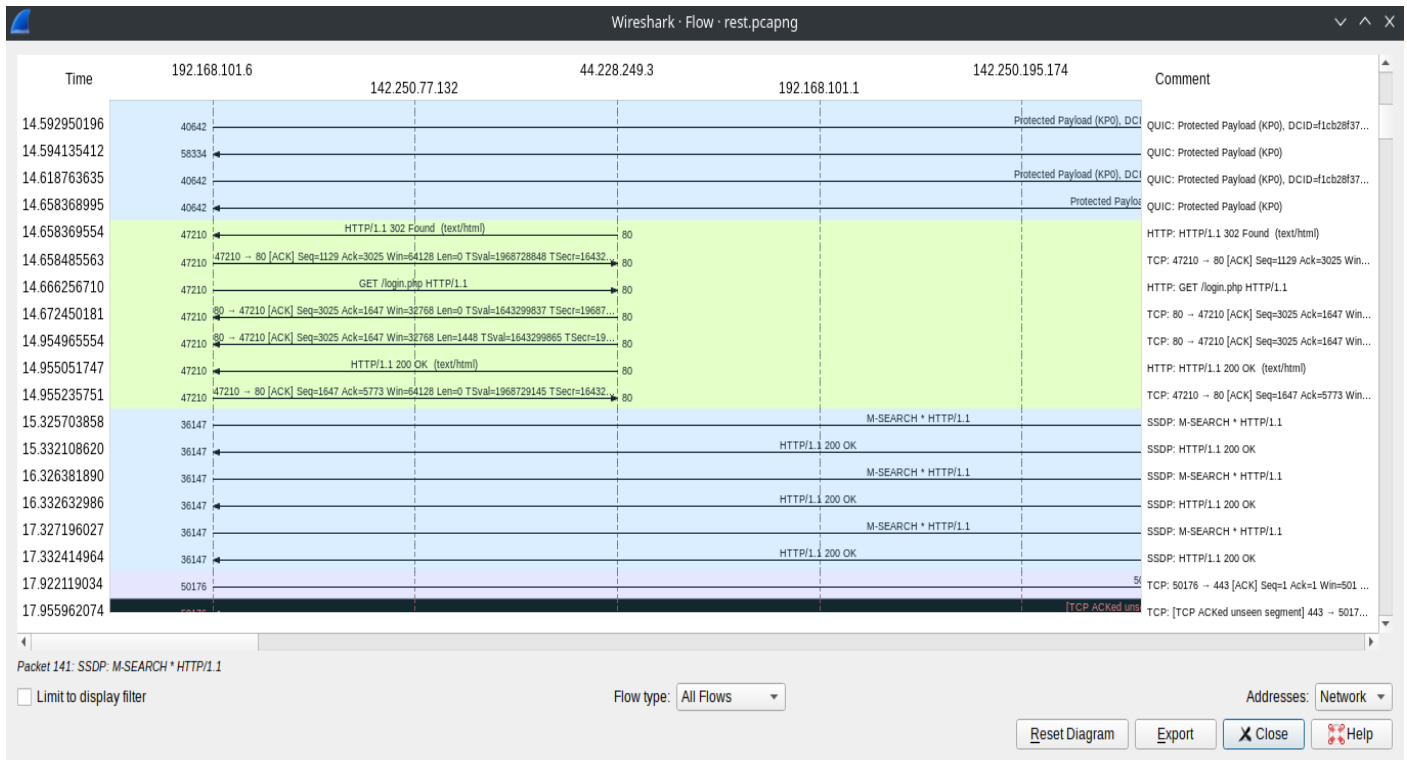 Wireshark · Flow · rest.pcapng
Time 192.168.101.6 142.250.77.132 44.228.249.3 192.168.101.1 142.250.195.174 Comment
14.592950196 40642 Protected Payload (KP0), DCI QUIC: Protected Payload (KP0), DCID=f1cb28f37...
14.594135412 58334 QUIC: Protected Payload (KP0)
14.618763635 40642 Protected Payload (KP0), DCI QUIC: Protected Payload (KP0), DCID=f1cb28f37...
14.658368995 40642 Protected Payloa QUIC: Protected Payload (KP0)
14.658369554 47210 HTTP/1.1 302 Found (text/html) 80 HTTP: HTTP/1.1 302 Found (text/html)
14.658485563 47210 47210 → 80 [ACK] Seq=1129 Ack=3025 Win=64128 Len=0 TSval=1968728848 TSecr=16432... 80 TCP: 47210 → 80 [ACK] Seq=1129 Ack=3025 Win...
14.666256710 47210 GET /login.php HTTP/1.1 80 HTTP: GET /login.php HTTP/1.1
14.672450181 47210 80 → 47210 [ACK] Seq=3025 Ack=1647 Win=32768 Len=0 TSval=1643299837 TSecr=19687... 80 TCP: 80 → 47210 [ACK] Seq=3025 Ack=1647 Win...
14.954965554 47210 80 → 47210 [ACK] Seq=3025 Ack=1647 Win=32768 Len=1448 TSval=1643299865 TSecr=19... 80 TCP: 80 → 47210 [ACK] Seq=3025 Ack=1647 Win...
14.955051747 47210 HTTP/1.1 200 OK (text/html) 80 HTTP: HTTP/1.1 200 OK (text/html)
14.955235751 47210 47210 → 80 [ACK] Seq=1647 Ack=5773 Win=64128 Len=0 TSval=1968729145 TSecr=16432... 80 TCP: 47210 → 80 [ACK] Seq=1647 Ack=5773 Win...
15.325703858 36147 M-SEARCH * HTTP/1.1 SSDP: M-SEARCH * HTTP/1.1
15.332108620 36147 HTTP/1.1 200 OK SSDP: HTTP/1.1 200 OK
16.326381890 36147 M-SEARCH * HTTP/1.1 SSDP: M-SEARCH * HTTP/1.1
16.332632986 36147 HTTP/1.1 200 OK SSDP: HTTP/1.1 200 OK
17.327196027 36147 M-SEARCH * HTTP/1.1 SSDP: M-SEARCH * HTTP/1.1
17.332414964 36147 HTTP/1.1 200 OK SSDP: HTTP/1.1 200 OK
17.922119034 50176 50 TCP: 50176 → 443 [ACK] Seq=1 Ack=1 Win=501 ...
17.955962074 50176 [TCP ACKed uns TCP: [TCP ACKed unseen segment] 443 → 5017...
Packet 141: SSDP: M-SEARCH * HTTP/1.1
Limit to display filter Flow type: All Flows Addresses: Network
Reset Diagram Export Close Help